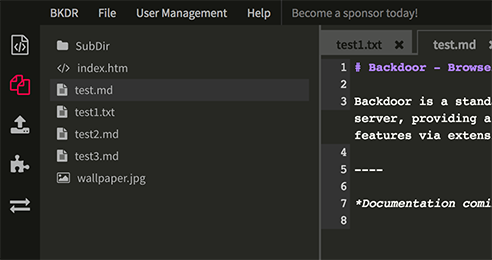 BKDR File User Management Help Become a sponsor today!
SubDir
index.htm
test.md
test1.txt
test2.md
test3.md
wallpaper.jpg
test1.txt test.md
1 # Backdoor - Browse
2
3 Backdoor is a stand
server, providing a
features via extens
4
5 ----
6
7 *Documentation comi
8